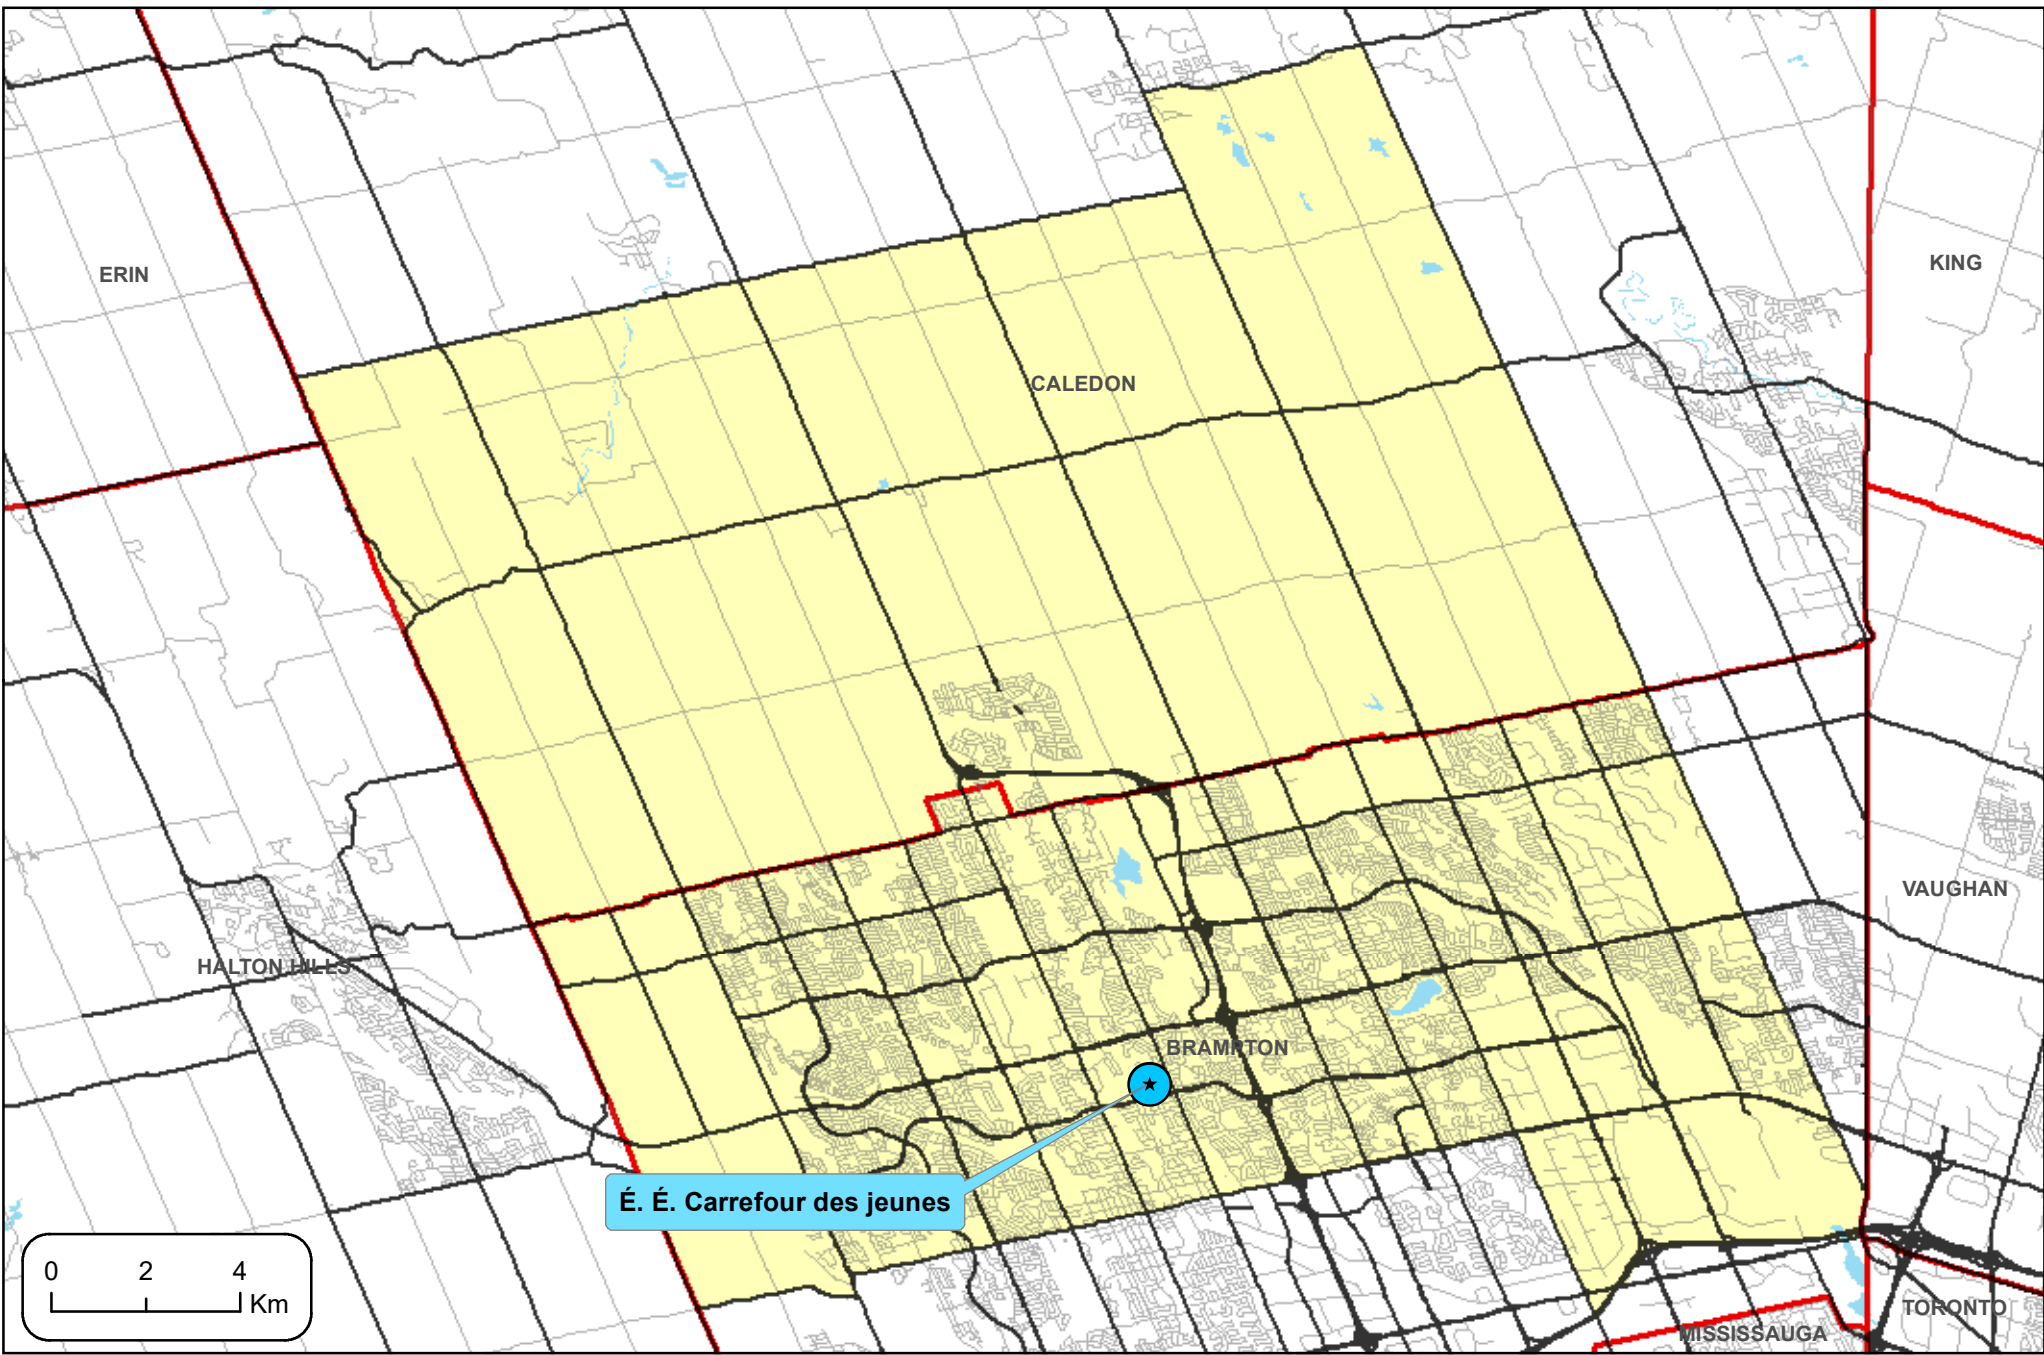 ERIN
KING
CALEDON
VAUGHAN
HALTON HILLS
BRAMPTON
É. É. Carrefour des jeunes
0 2 4
Km
TORONTO
MISSISSAUGA